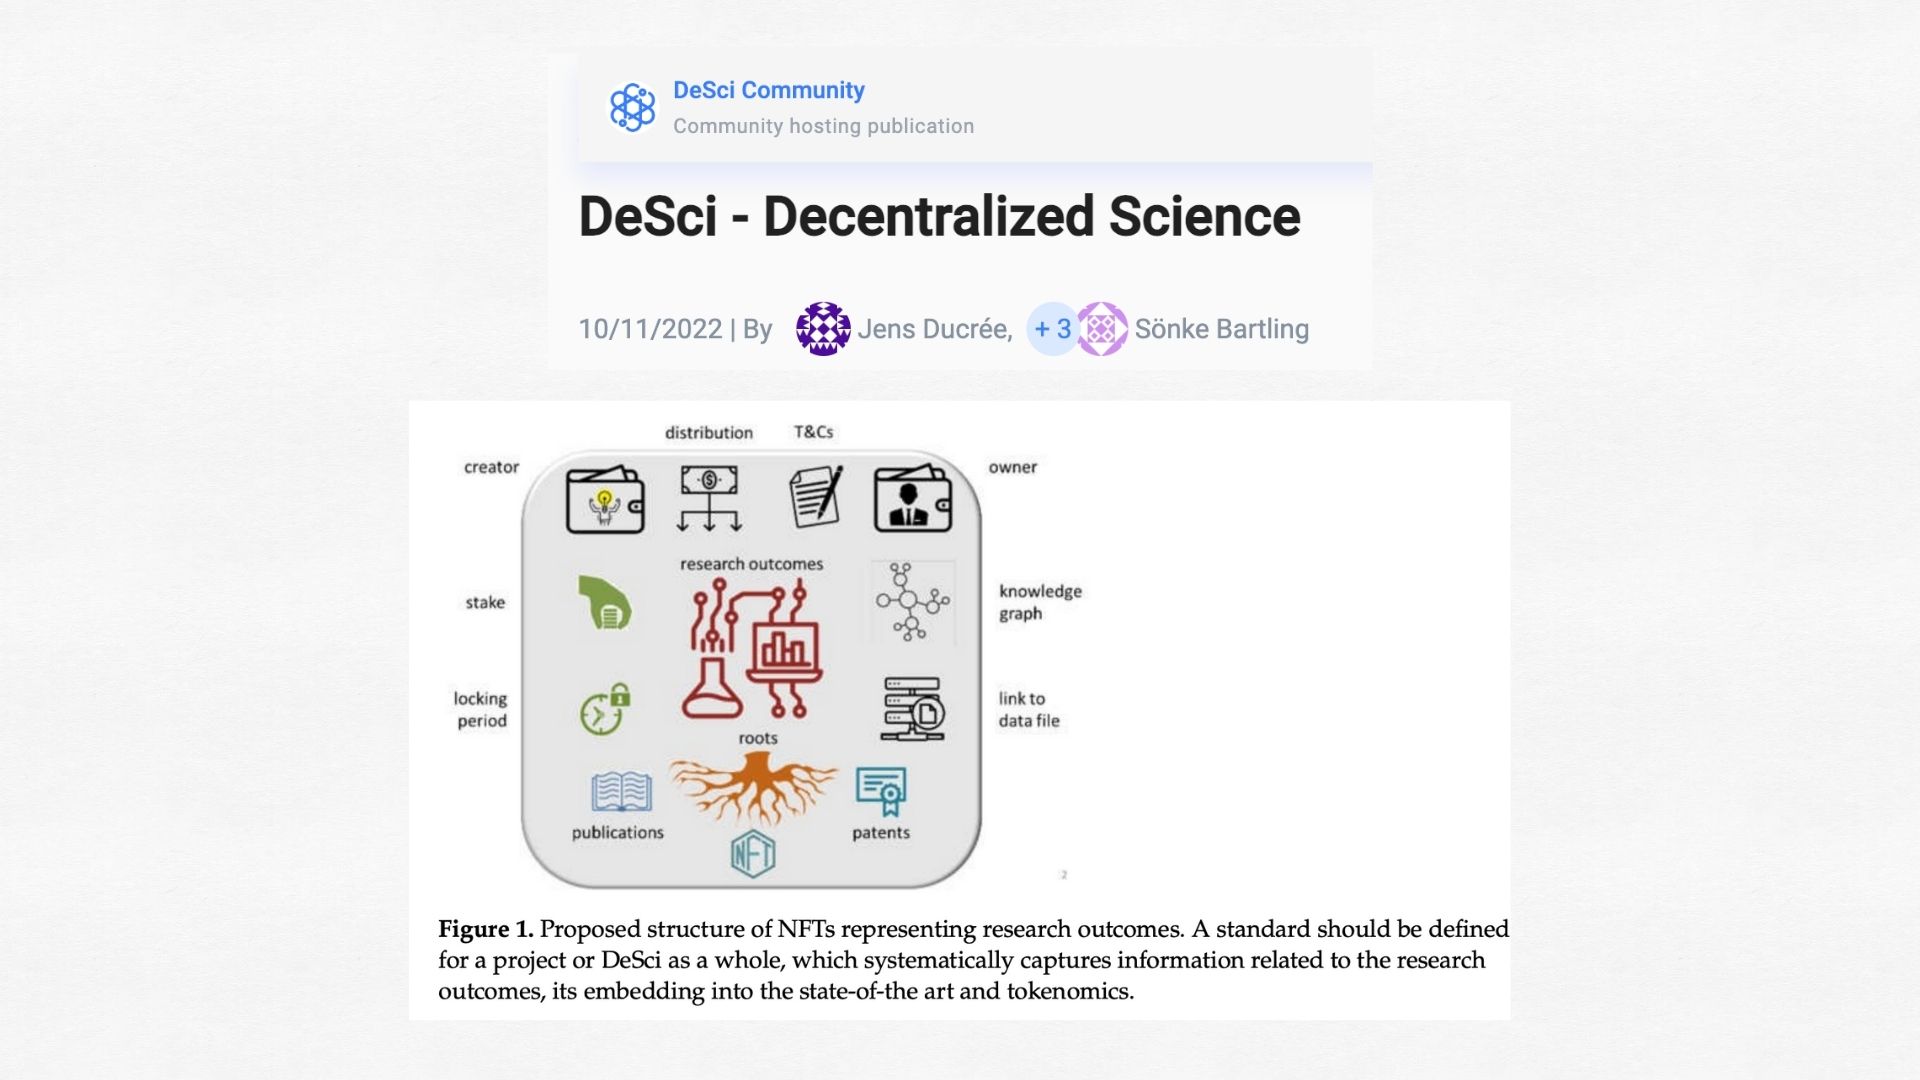 DeSci Community
Community hosting publication
DeSci - Decentralized Science
10/11/2022 | By Jens Ducrée, + 3 Sönke Bartling
distribution T&Cs
creator
owner
research outcomes
stake
knowledge
graph
locking
period
link to
data file
roots
publications
patents
NFT
2
Figure 1. Proposed structure of NFTs representing research outcomes. A standard should be defined
for a project or DeSci as a whole, which systematically captures information related to the research
outcomes, its embedding into the state-of-the art and tokenomics.